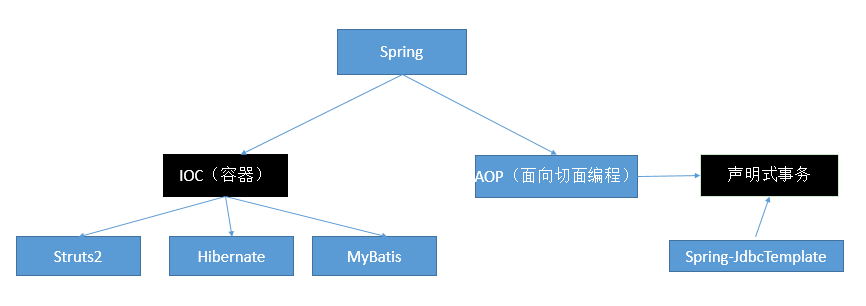 Spring
IOC（容器）
AOP（面向切面编程）
声明式事务
Struts2
Hibernate
MyBatis
Spring-JdbcTemplate